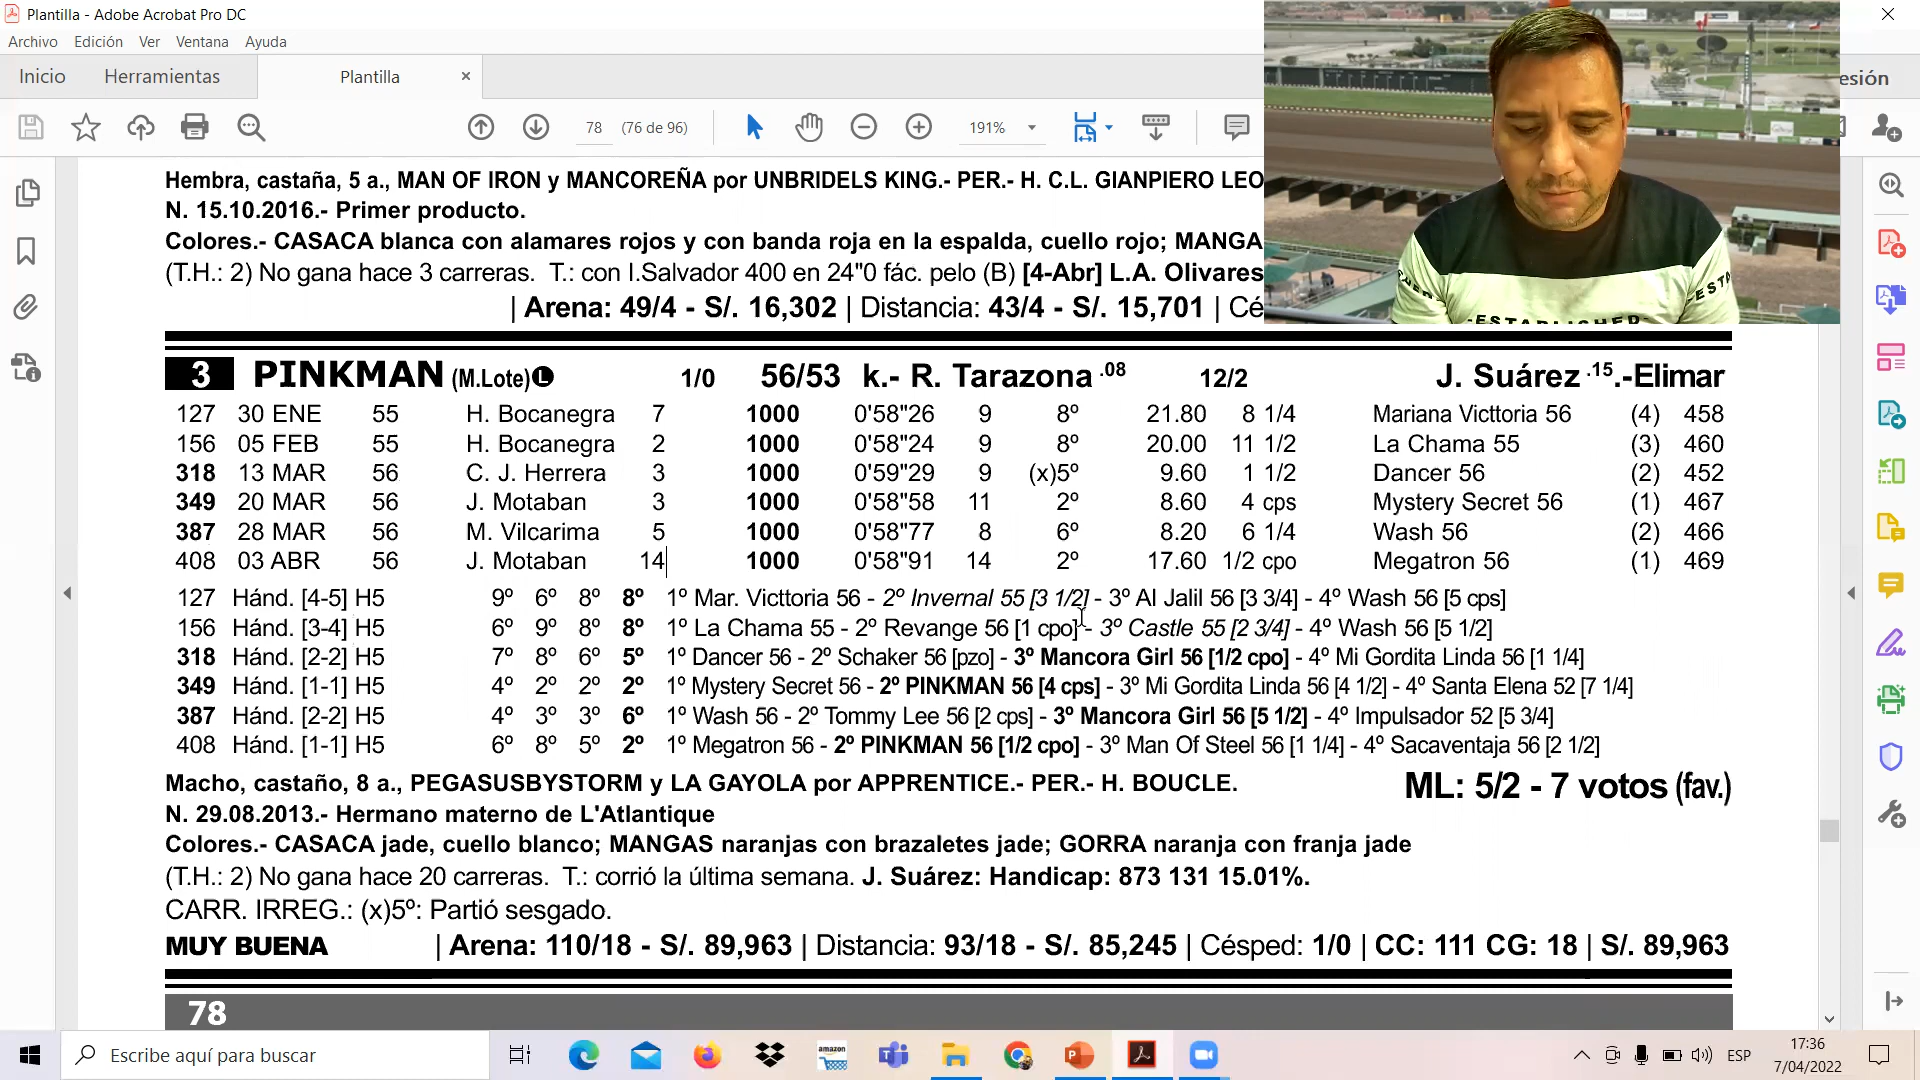 Plantilla - Adobe Acrobat Pro DC
Archivo Edición Ver Ventana Ayuda
Inicio Herramientas Plantilla × esión
78 (76 de 96) 191%
Hembra, castaña, 5 a., MAN OF IRON y MANCOREÑA por UNBRIDELS KING.- PER.- H. C.L. GIANPIERO LEO
N. 15.10.2016.- Primer producto.
Colores.- CASACA blanca con alamares rojos y con banda roja en la espalda, cuello rojo; MANGA
(T.H.: 2) No gana hace 3 carreras. T.: con I.Salvador 400 en 24"0 fác. pelo (B) [4-Abr] L.A. Olivares
| Arena: 49/4 - S/. 16,302 | Distancia: 43/4 - S/. 15,701 | Cé
ESTABLISHED
3 PINKMAN (M.Lote) L 1/0 56/53 k.- R. Tarazona .08 12/2 J. Suárez .15.-Elimar
127 30 ENE 55 H. Bocanegra 7 1000 0'58"26 9 8º 21.80 8 1/4 Mariana Victtoria 56 (4) 458
156 05 FEB 55 H. Bocanegra 2 1000 0'58"24 9 8º 20.00 11 1/2 La Chama 55 (3) 460
318 13 MAR 56 C. J. Herrera 3 1000 0'59"29 9 (x)5º 9.60 1 1/2 Dancer 56 (2) 452
349 20 MAR 56 J. Motaban 3 1000 0'58"58 11 2º 8.60 4 cps Mystery Secret 56 (1) 467
387 28 MAR 56 M. Vilcarima 5 1000 0'58"77 8 6º 8.20 6 1/4 Wash 56 (2) 466
408 03 ABR 56 J. Motaban 14 1000 0'58"91 14 2º 17.60 1/2 cpo Megatron 56 (1) 469
127 Hánd. [4-5] H5 9º 6º 8º 8º 1º Mar. Victtoria 56 - 2º Invernal 55 [3 1/2] - 3º Al Jalil 56 [3 3/4] - 4º Wash 56 [5 cps]
156 Hánd. [3-4] H5 6º 9º 8º 8º 1º La Chama 55 - 2º Revange 56 [1 cpo] - 3º Castle 55 [2 3/4] - 4º Wash 56 [5 1/2]
318 Hánd. [2-2] H5 7º 8º 6º 5º 1º Dancer 56 - 2º Schaker 56 [pzo] - 3º Mancora Girl 56 [1/2 cpo] - 4º Mi Gordita Linda 56 [1 1/4]
349 Hánd. [1-1] H5 4º 2º 2º 2º 1º Mystery Secret 56 - 2º PINKMAN 56 [4 cps] - 3º Mi Gordita Linda 56 [4 1/2] - 4º Santa Elena 52 [7 1/4]
387 Hánd. [2-2] H5 4º 3º 3º 6º 1º Wash 56 - 2º Tommy Lee 56 [2 cps] - 3º Mancora Girl 56 [5 1/2] - 4º Impulsador 52 [5 3/4]
408 Hánd. [1-1] H5 6º 8º 5º 2º 1º Megatron 56 - 2º PINKMAN 56 [1/2 cpo] - 3º Man Of Steel 56 [1 1/4] - 4º Sacaventaja 56 [2 1/2]
Macho, castaño, 8 a., PEGASUSBYSTORM y LA GAYOLA por APPRENTICE.- PER.- H. BOUCLE. ML: 5/2 - 7 votos (fav.)
N. 29.08.2013.- Hermano materno de L'Atlantique
Colores.- CASACA jade, cuello blanco; MANGAS naranjas con brazaletes jade; GORRA naranja con franja jade
(T.H.: 2) No gana hace 20 carreras. T.: corrió la última semana. J. Suárez: Handicap: 873 131 15.01%.
CARR. IRREG.: (x)5º: Partió sesgado.
MUY BUENA | Arena: 110/18 - S/. 89,963 | Distancia: 93/18 - S/. 85,245 | Césped: 1/0 | CC: 111 CG: 18 | S/. 89,963
78
Escribe aquí para buscar
amazon
ESP
17:36
7/04/2022